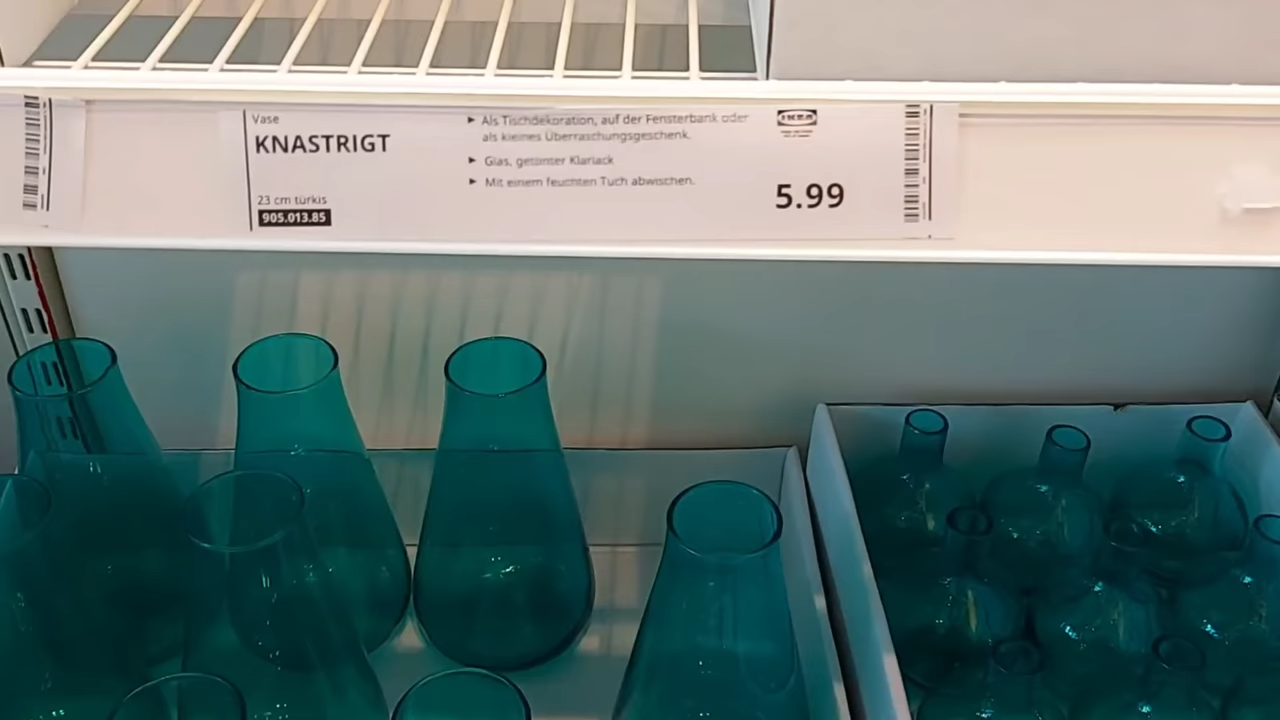 Vase
KNASTRIGT
23 cm türkis
905.013.85
► Als Tischdekoration, auf der Fensterbank oder
als kleines Überraschungsgeschenk.
► Glas, getönter Klarlack
► Mit einem feuchten Tuch abwischen.
IKEA
5.99